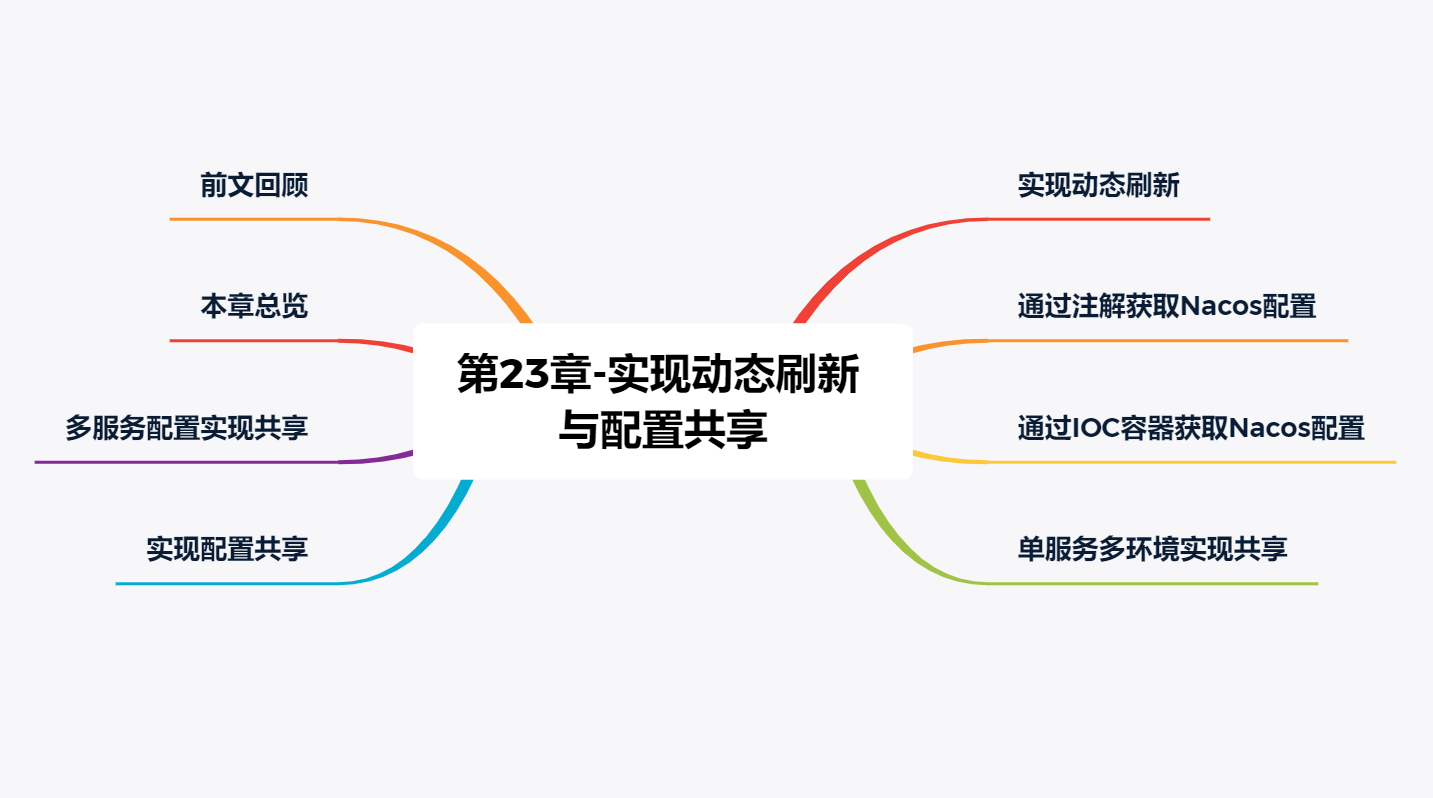 第23章-实现动态刷新
与配置共享
前文回顾
本章总览
多服务配置实现共享
实现配置共享
实现动态刷新
通过注解获取Nacos配置
通过IOC容器获取Nacos配置
单服务多环境实现共享